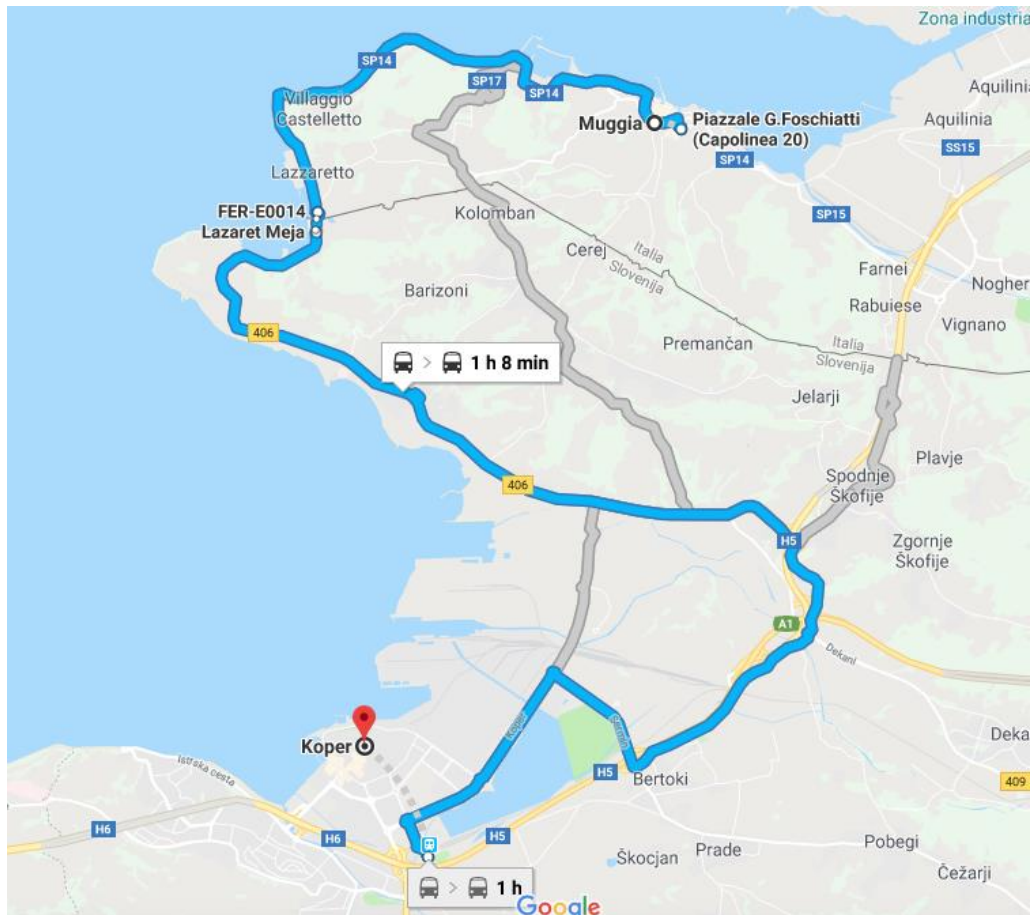 Zona industria
SP14
SP17
SP14
Villaggio
Castelletto
Muggia
Piazzale G.Foschiatti
(Capolinea 20)
Aquilinia
Aquilinia
SS15
SP14
Lazzaretto
FER-E0014
Lazaret Meja
Kolomban
SP15
Cerej
Italia
Slovenija
Farnei
Nogher
Rabuiese
Barizoni
Vignano
406
Premančan
Italia
Slovenija
1 h 8 min
Jelarji
Plavje
Spodnje
Škofije
406
H5
Zgornje
Škofije
A1
Dekani
Koper
Sermin
Koper
Deka
Istrska cesta
H5
Bertoki
409
H6
H6
H5
Škocjan
Prade
Pobegi
Čežarji
1 h
Google